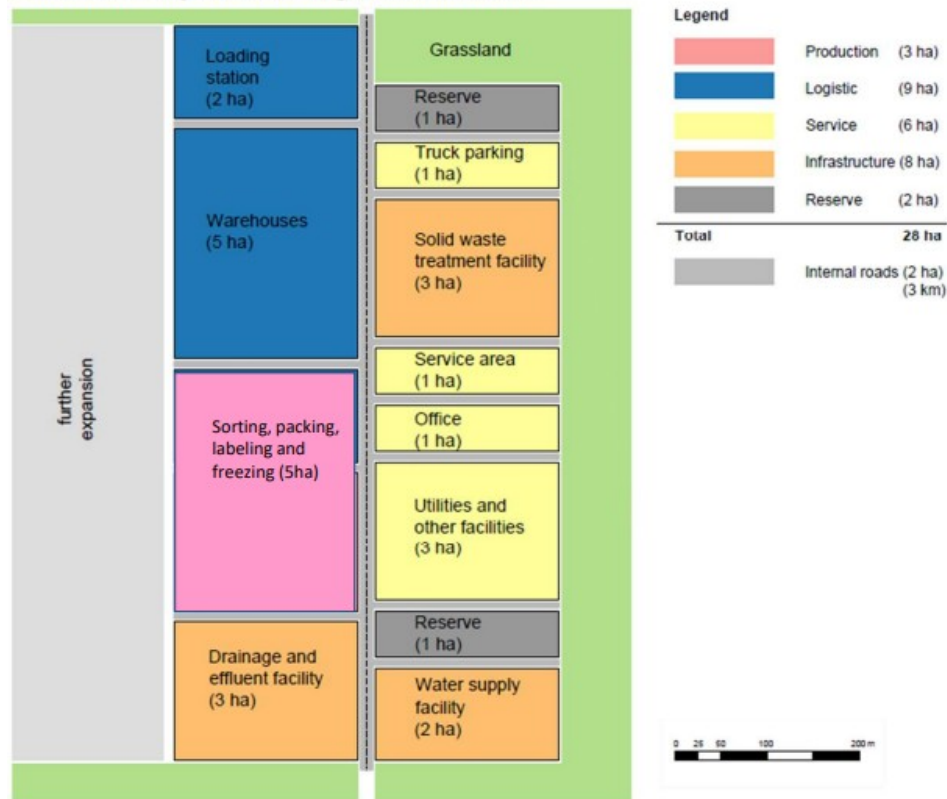 Loading
station
(2 ha)
Warehouses
(5 ha)
Sorting, packing,
labeling and
freezing (5ha)
Drainage and
effluent facility
(3 ha)
further
expansion
Grassland
Reserve
(1 ha)
Truck parking
(1 ha)
Solid waste
treatment facility
(3 ha)
Service area
(1 ha)
Office
(1 ha)
Utilities and
other facilities
(3 ha)
Reserve
(1 ha)
Water supply
facility
(2 ha)
Legend
Production (3 ha)
Logistic (9 ha)
Service (6 ha)
Infrastructure (8 ha)
Reserve (2 ha)
Total 28 ha
Internal roads (2 ha)
(3 km)
0 25 50 100 200 m